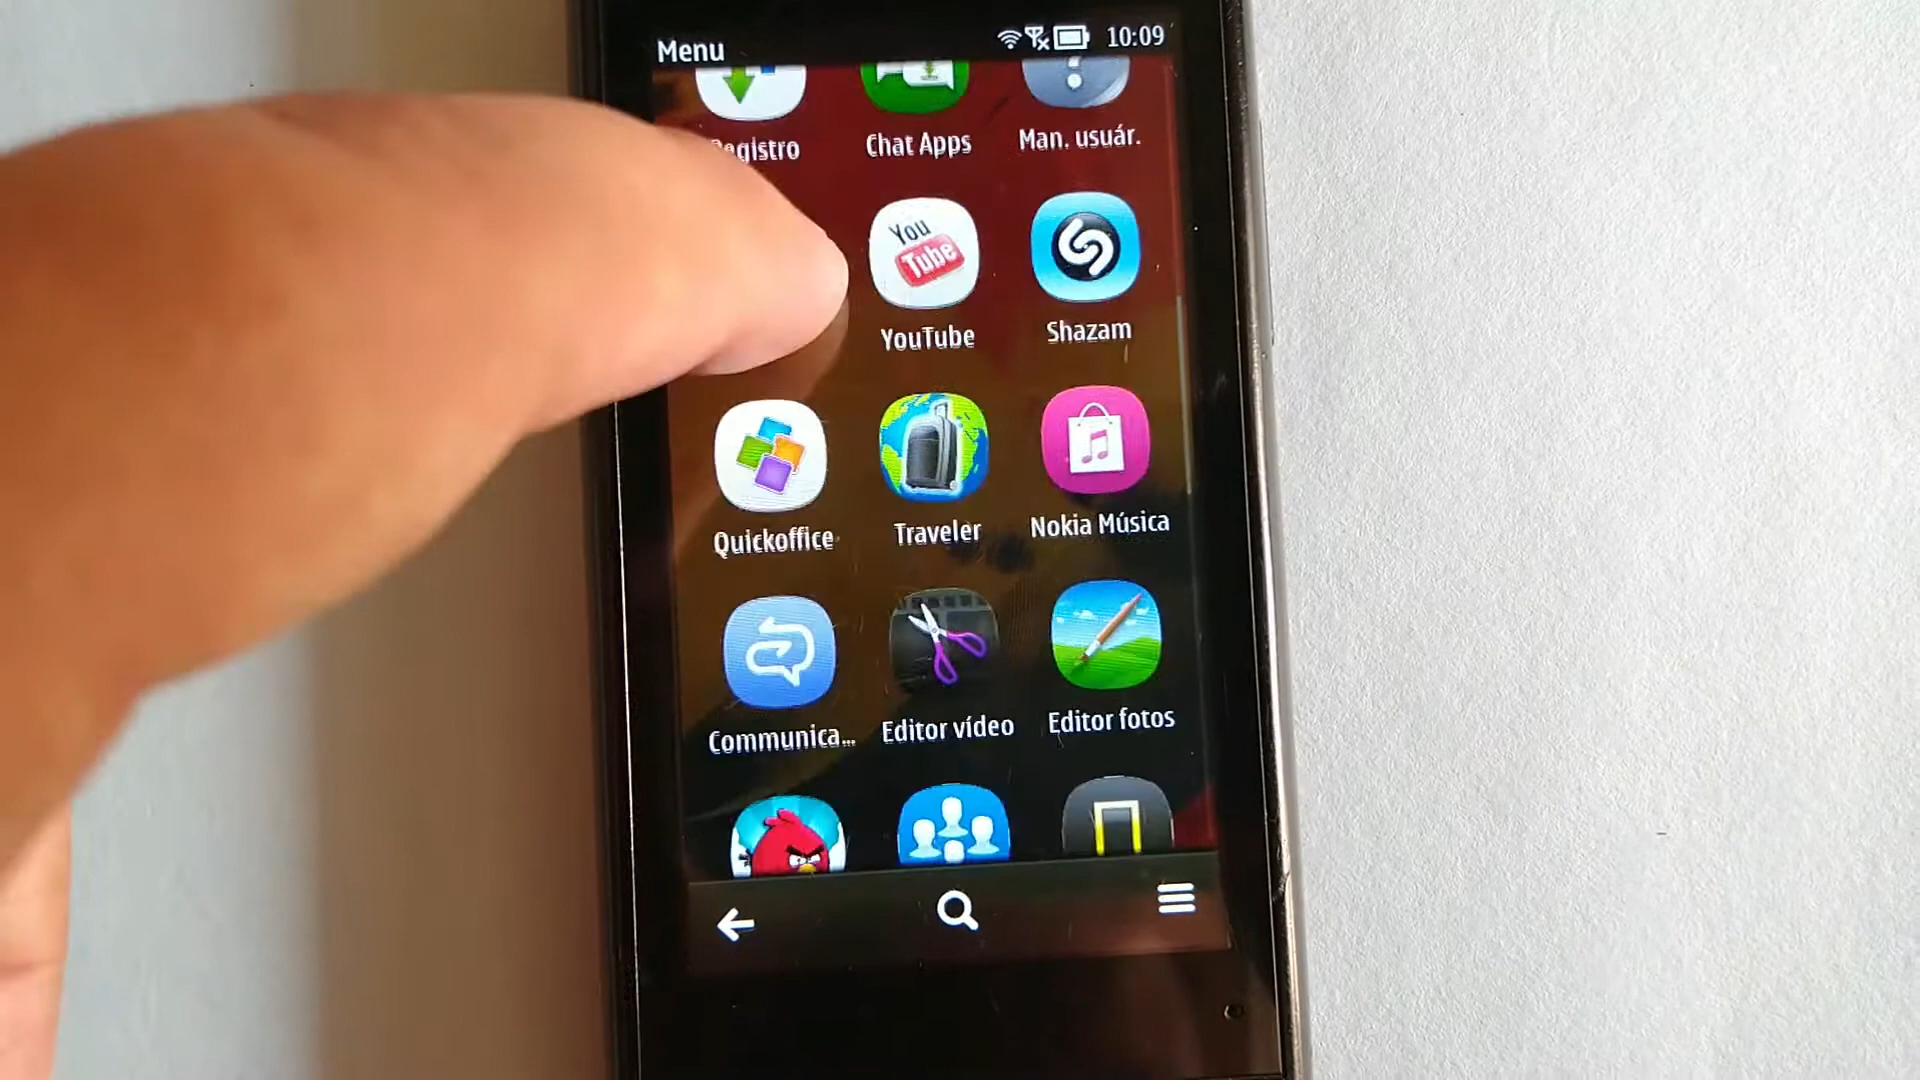 Menu 10:09
egistro Chat Apps Man. usuár.
You
Tube
YouTube Shazam
Quickoffice Traveler Nokia Música
Communica... Editor vídeo Editor fotos